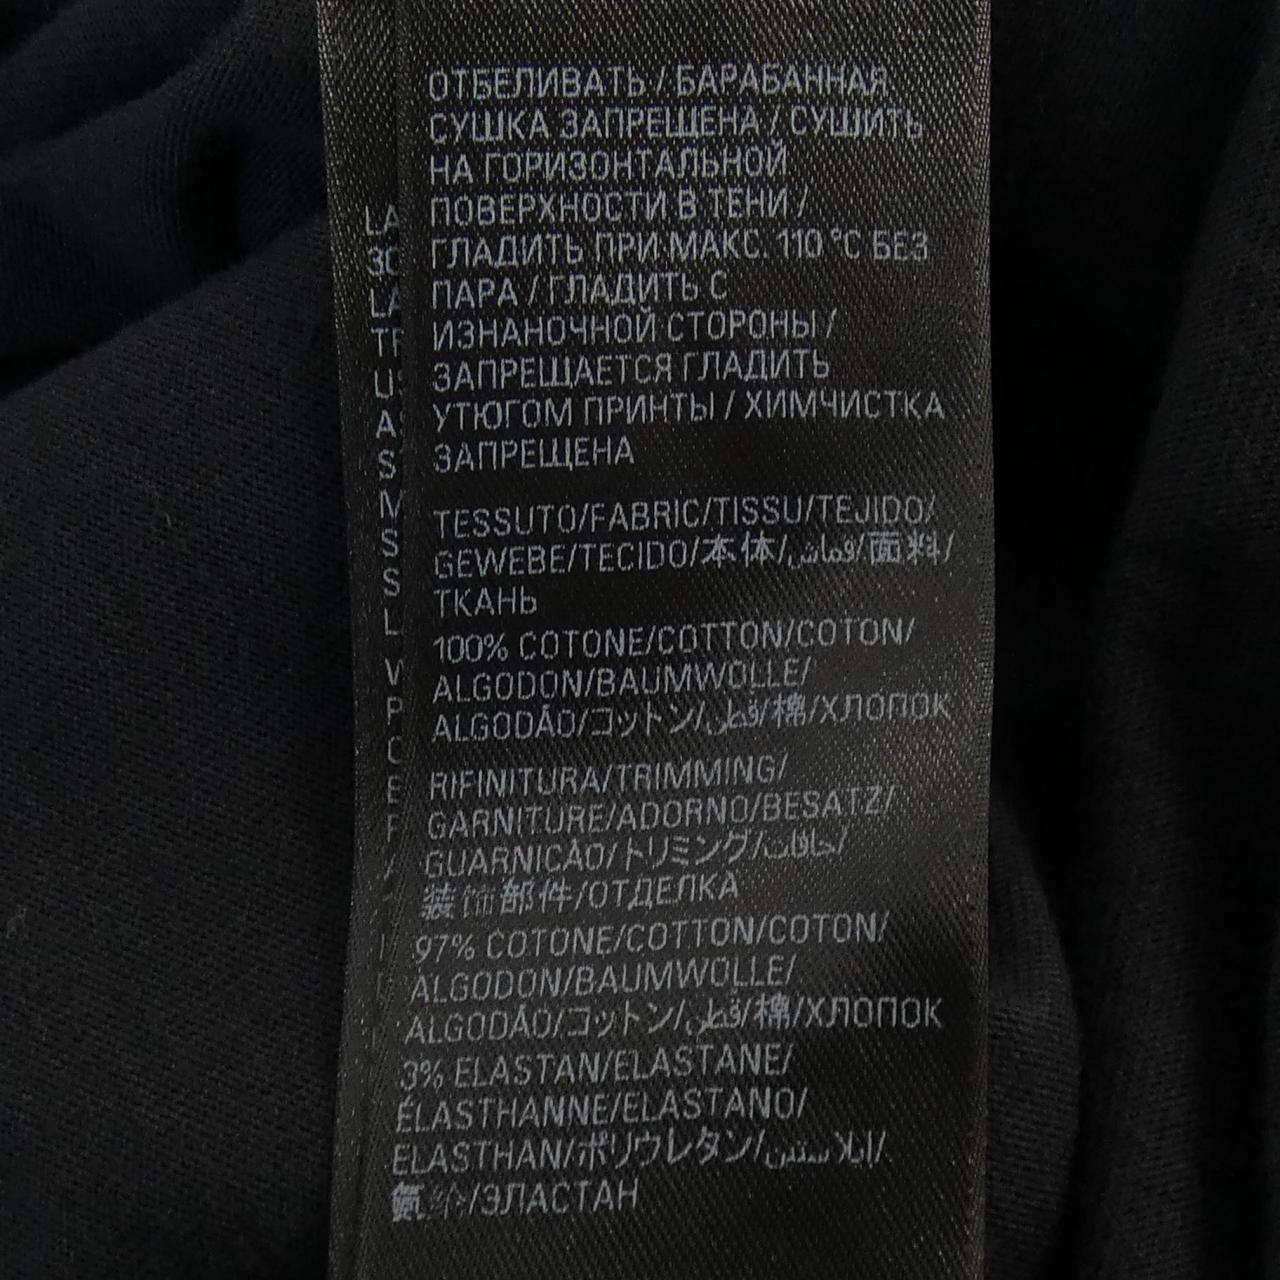 ОТБЕЛИВАТЬ / БАРАБАННАЯ
СУШКА ЗАПРЕЩЕНА / СУШИТЬ
НА ГОРИЗОНТАЛЬНОЙ
ПОВЕРХНОСТИ В ТЕНИ /
ГЛАДИТЬ ПРИ МАКС. 110 °C БЕЗ
ПАРА / ГЛАДИТЬ С
ИЗНАНОЧНОЙ СТОРОНЫ /
ЗАПРЕЩАЕТСЯ ГЛАДИТЬ
УТЮГОМ ПРИНТЫ / ХИМЧИСТКА
ЗАПРЕЩЕНА
TESSUTO/FABRIC/TISSU/TEJIDO/
GEWEBE/TECIDO/本体/قماش/面料/
ТКАНЬ
100% COTONE/COTTON/COTON/
ALGODON/BAUMWOLLE/
ALGODÃO/コットン/قطن/棉/ХЛОПОК
RIFINITURA/TRIMMING/
GARNITURE/ADORNO/BESATZ/
GUARNICÃO/トリミング/حافات/
装饰部件/ОТДЕЛКА
97% COTONE/COTTON/COTON/
ALGODON/BAUMWOLLE/
ALGODÃO/コットン/قطن/棉/ХЛОПОК
3% ELASTAN/ELASTANE/
ÉLASTHANNE/ELASTANO/
ELASTHAN/ポリウレタン/إيلاستين/
氨纶/ЭЛАСТАН